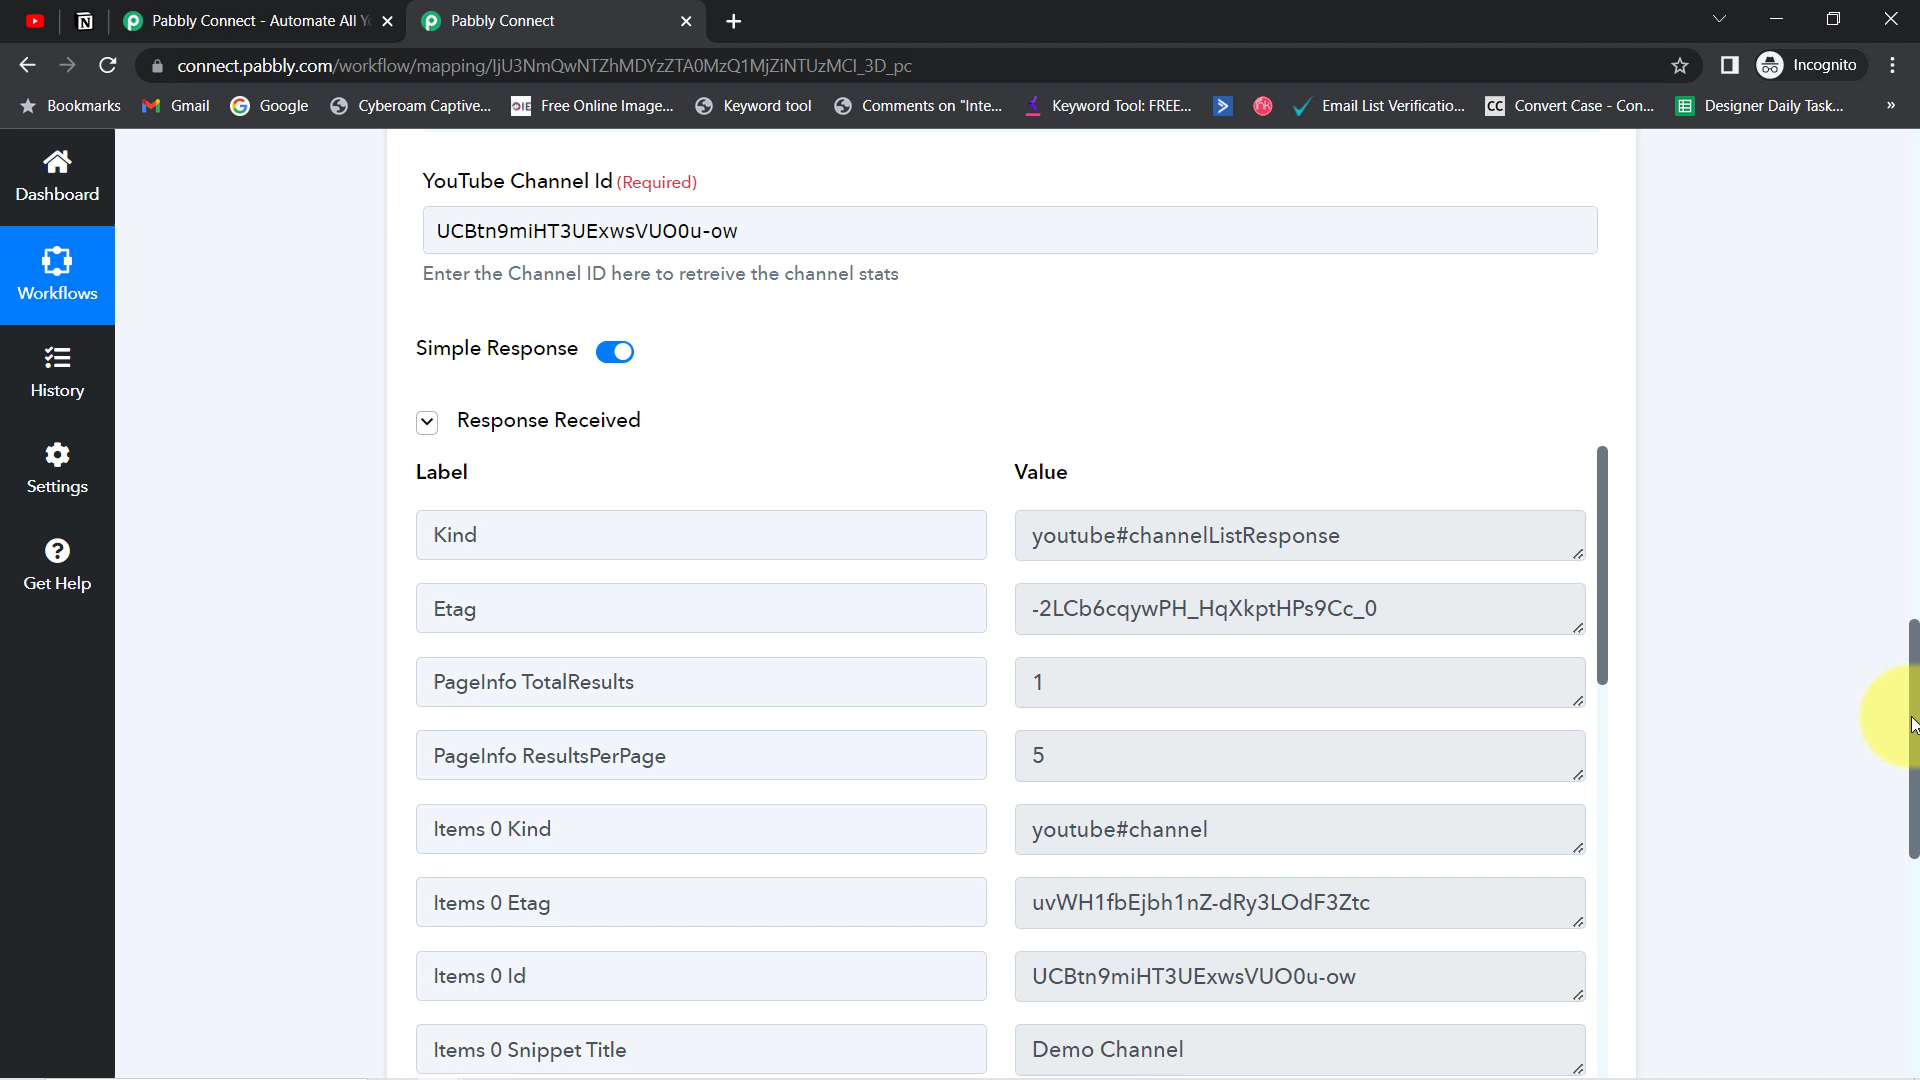 Pabbly Connect - Automate All Y
Pabbly Connect
connect.pabbly.com/workflow/mapping/IjU3NmQwNTZhMDYzZTA0MzQ1MjZiNTUzMCI_3D_pc
Incognito
Bookmarks
Gmail
Google
Cyberoam Captive...
OIE Free Online Image...
Keyword tool
Comments on "Inte...
Keyword Tool: FREE...
Email List Verificatio...
CC Convert Case - Con...
Designer Daily Task...
»
Dashboard
Workflows
History
Settings
Get Help
YouTube Channel Id (Required)
UCBtn9miHT3UExwsVUO0u-ow
Enter the Channel ID here to retreive the channel stats
Simple Response
Response Received
Label Value
Kind youtube#channelListResponse
Etag -2LCb6cqywPH_HqXkptHPs9Cc_0
PageInfo TotalResults 1
PageInfo ResultsPerPage 5
Items 0 Kind youtube#channel
Items 0 Etag uvWH1fbEjbh1nZ-dRy3LOdF3Ztc
Items 0 Id UCBtn9miHT3UExwsVUO0u-ow
Items 0 Snippet Title Demo Channel